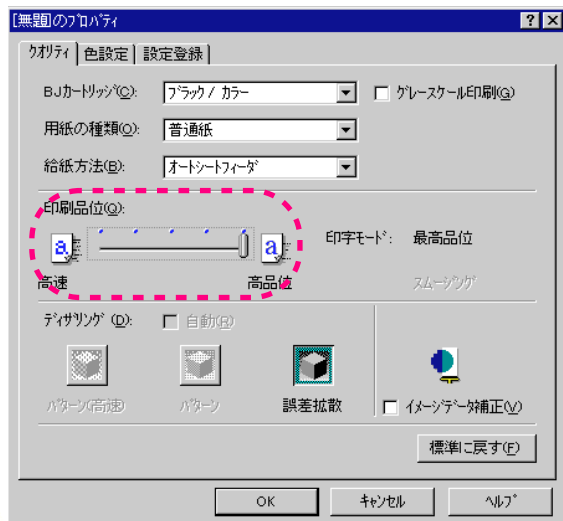 [無題]のプロパティ
クオリティ 色設定 設定登録
BJカートリッジ(C): ブラック / カラー グレースケール印刷(G)
用紙の種類(O): 普通紙
給紙方法(B): オートシートフィーダ
印刷品位(Q):
a a 印字モード: 最高品位
高速 高品位 スムージング
ディザリング (D): 自動(R)
パターン(高速) パターン 誤差拡散 イメージデータ補正(V)
標準に戻す(F)
OK キャンセル ヘルプ